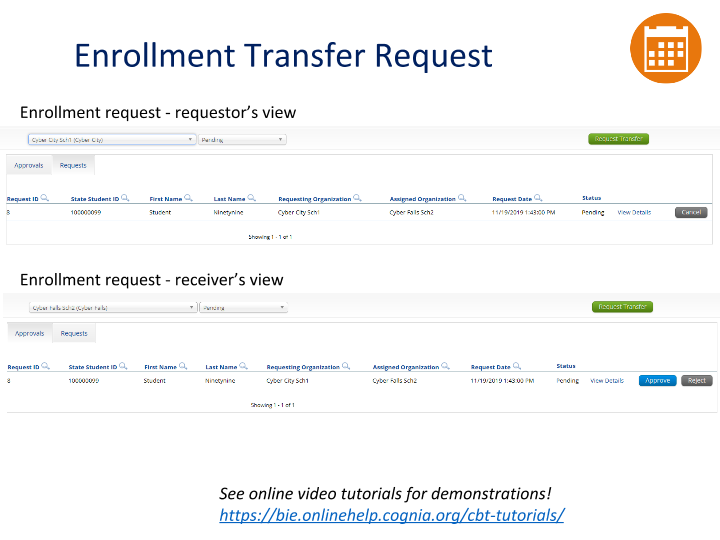 Enrollment Transfer Request
Enrollment request - requestor’s view
Cyber City Sch1 (Cyber City) Pending Request Transfer
Approvals Requests
Request ID State Student ID First Name Last Name Requesting Organization Assigned Organization Request Date Status
8 100000099 Student Ninetynine Cyber City Sch1 Cyber Falls Sch2 11/19/2019 1:43:00 PM Pending View Details Cancel
Showing 1 - 1 of 1
Enrollment request - receiver’s view
Cyber Falls Sch2 (Cyber Falls) Pending Request Transfer
Approvals Requests
Request ID State Student ID First Name Last Name Requesting Organization Assigned Organization Request Date Status
8 100000099 Student Ninetynine Cyber City Sch1 Cyber Falls Sch2 11/19/2019 1:43:00 PM Pending View Details Approve Reject
Showing 1 - 1 of 1
See online video tutorials for demonstrations!
https://bie.onlinehelp.cognia.org/cbt-tutorials/